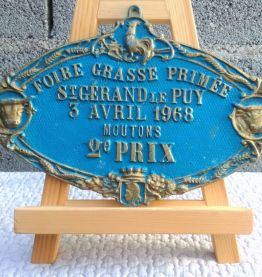 FOIRE GRASSE PRIMÉE
ST GÉRAND LE PUY
3 AVRIL 1968
MOUTONS
2e PRIX